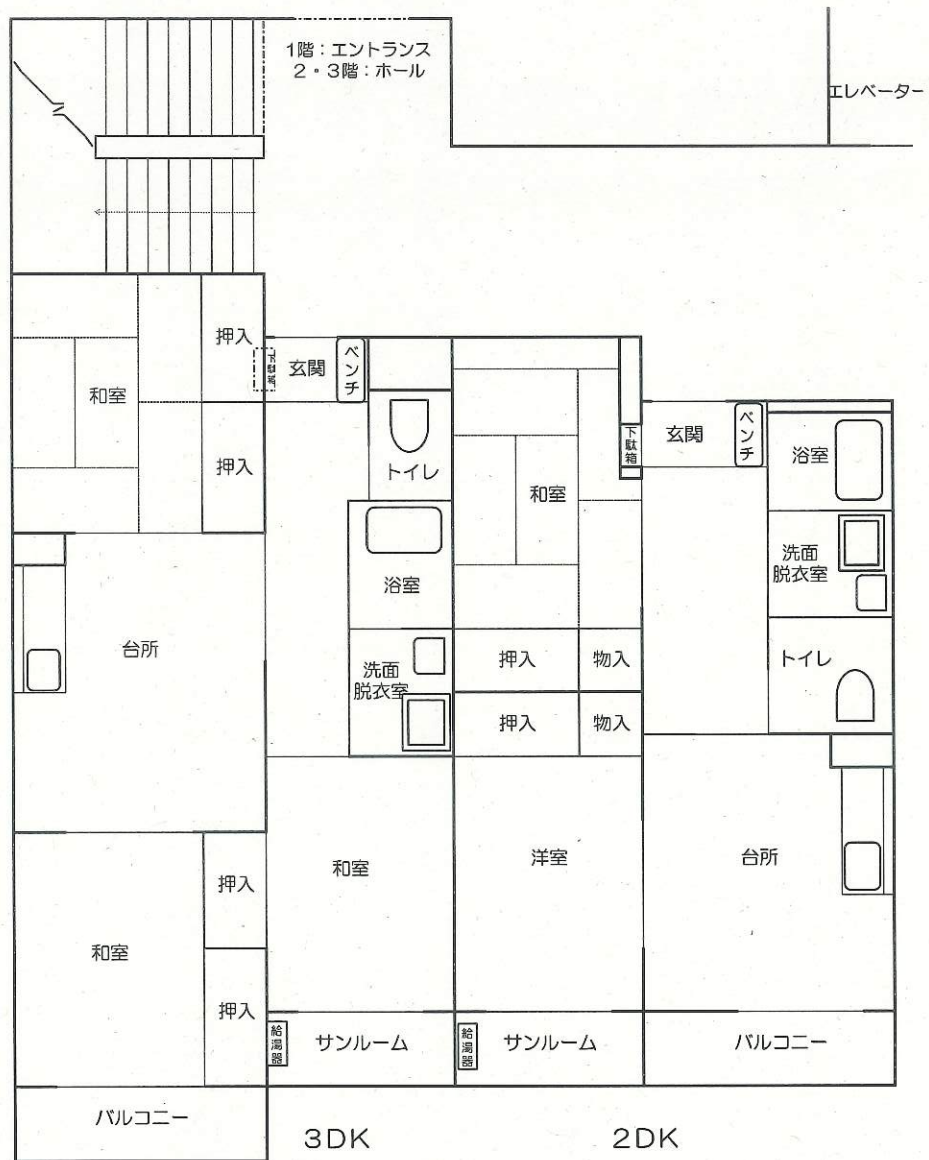 1階：エントランス
2・3階：ホール
エレベーター
押入
和室
押入
下駄箱
玄関
ベンチ
トイレ
浴室
洗面
脱衣室
台所
和室
押入
押入
和室
給湯器
サンルーム
バルコニー
3DK
和室
下駄箱
玄関
ベンチ
浴室
洗面
脱衣室
トイレ
押入
物入
押入
物入
洋室
台所
給湯器
サンルーム
バルコニー
2DK